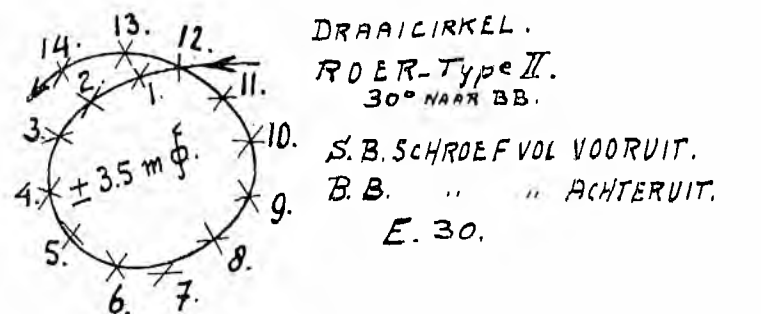 DRAAICIRKEL.
ROER-Type II.
30° NAAR BB.
S.B. SCHROEF VOL VOORUIT.
B.B. " " ACHTERUIT.
E. 30.
13.
14.
12.
2.
1.
11.
3.
10.
± 3.5 m
4.
9.
5.
8.
6.
7.